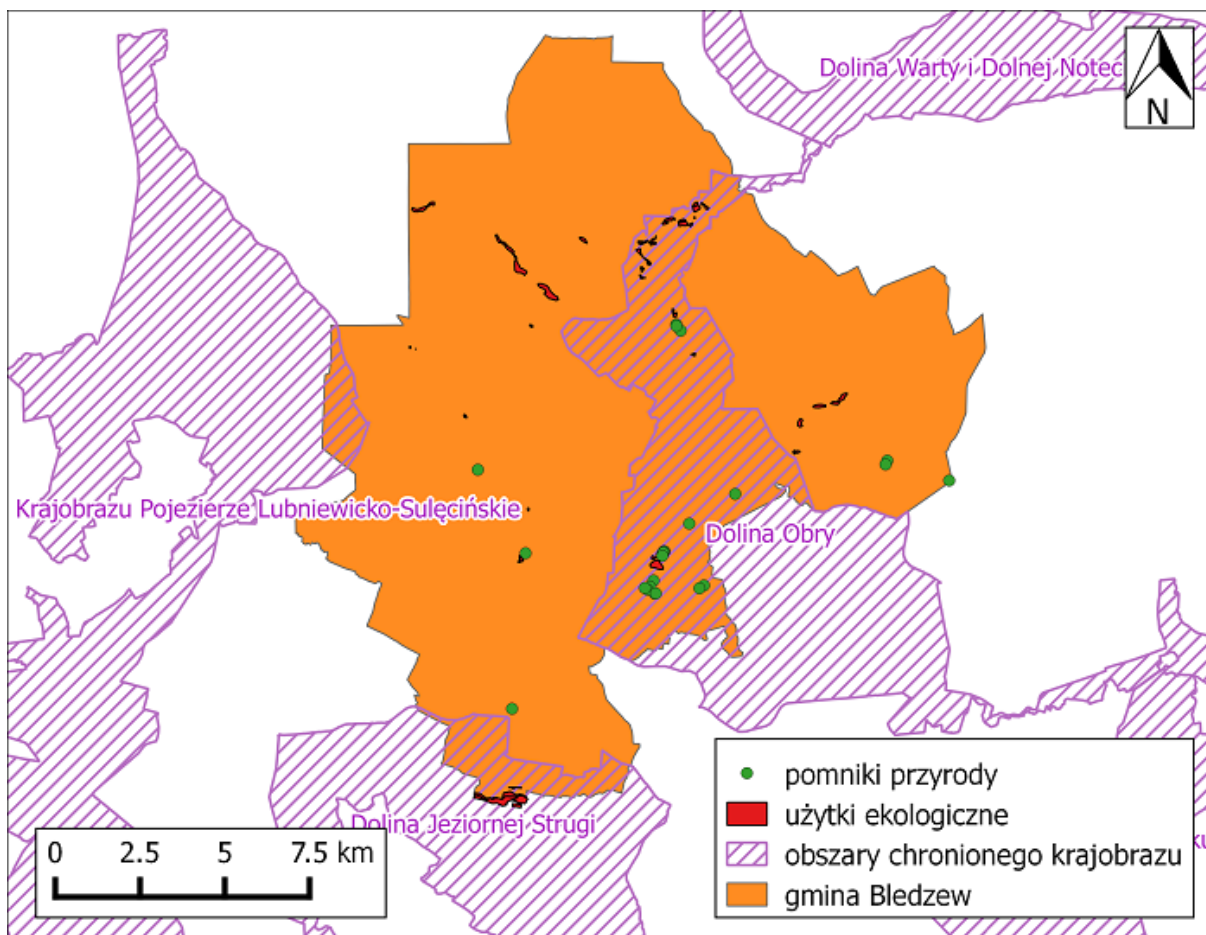 Dolina Warty i Dolnej Notec
N
Krajobrazu Pojezierze Lubniewicko-Sulęcińskie
Dolina Obry
Dolina Jeziornej Strugi
0 2.5 5 7.5 km
pomniki przyrody
użytki ekologiczne
obszary chronionego krajobrazu
gmina Bledzew